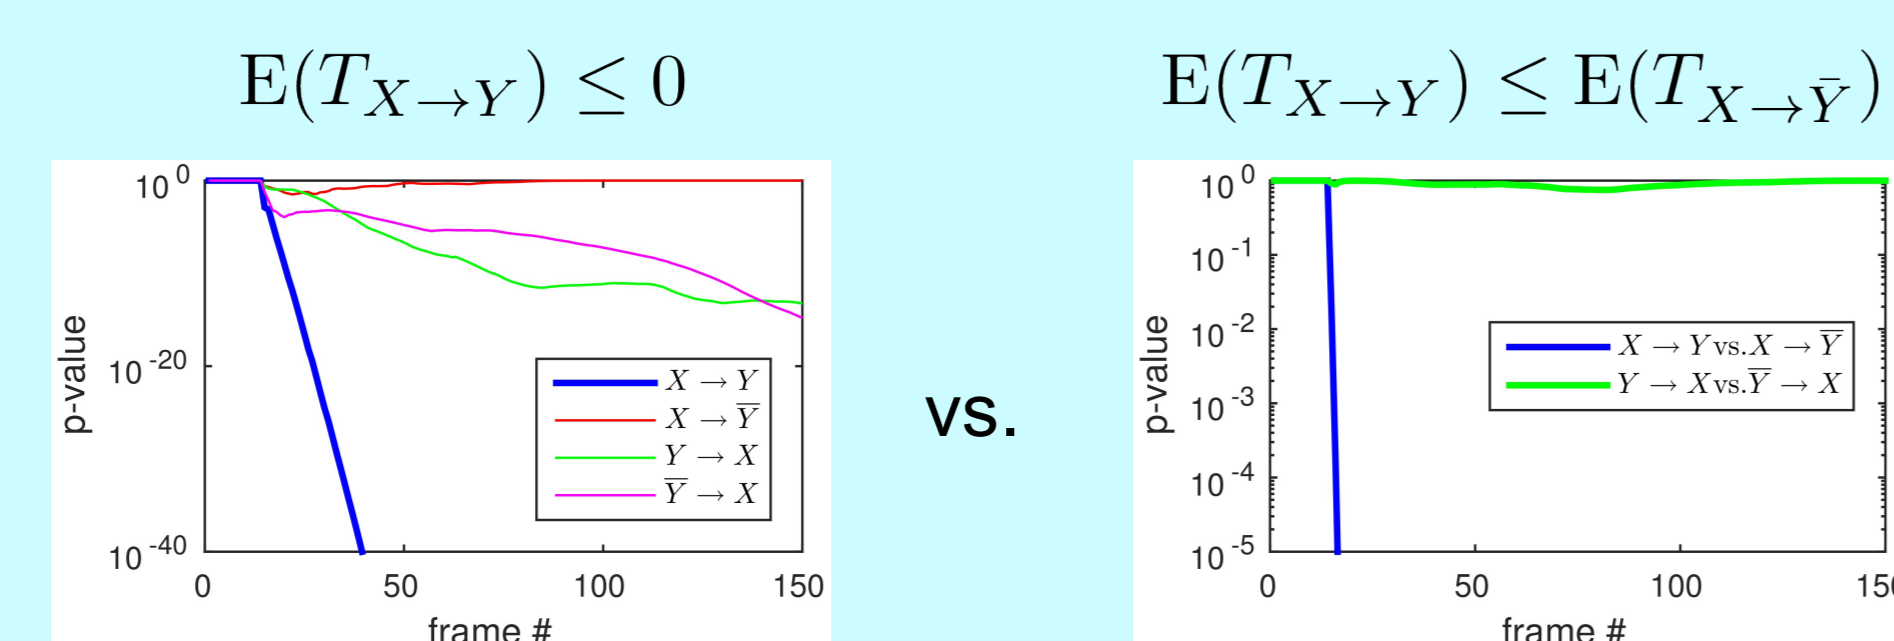 E(T_{X→Y}) ≤ 0
10^0
10^-20
10^-40
p-value
0 50 100 150
frame #
X → Y
X → Y̅
Y → X
Y̅ → X
vs.
E(T_{X→Y}) ≤ E(T_{X→Ȳ})
10^0
10^-1
10^-2
10^-3
10^-4
10^-5
p-value
0 50 100 150
frame #
X → Y vs. X → Y̅
Y → X vs. Y̅ → X